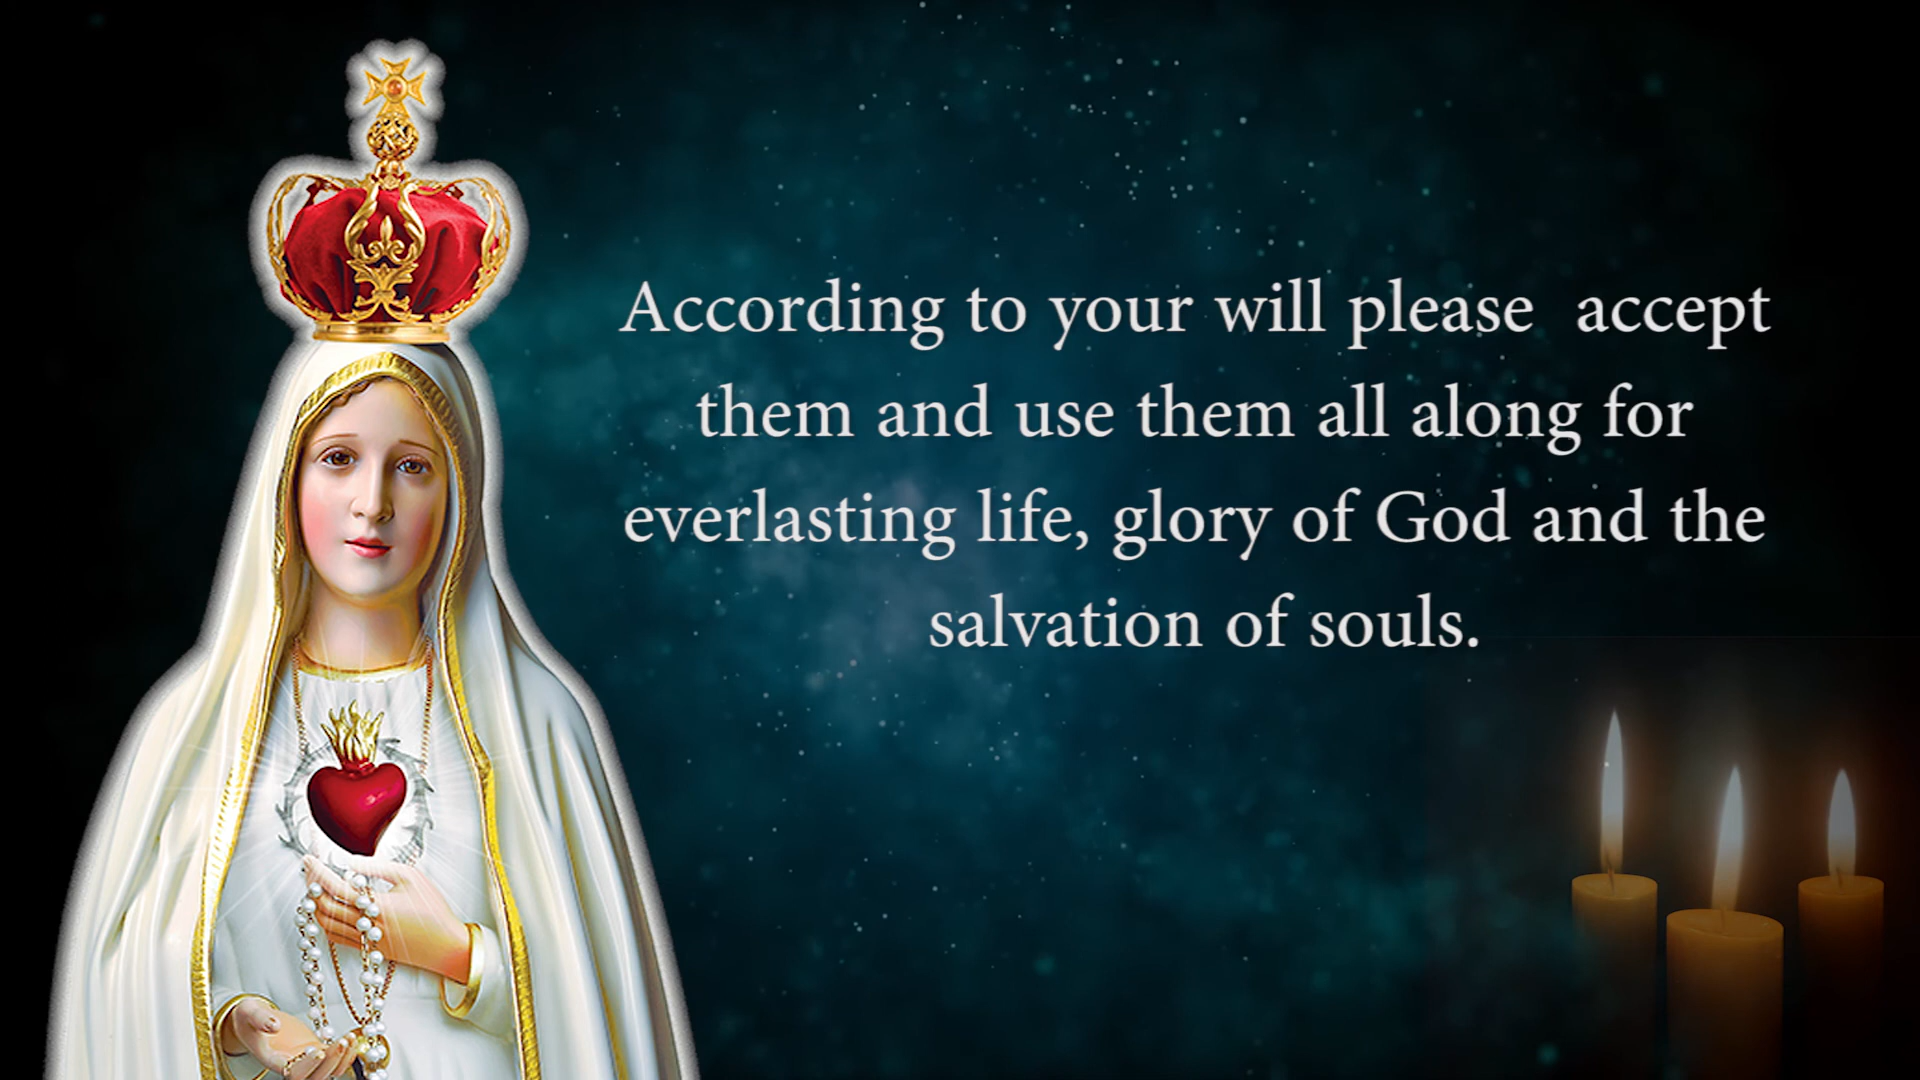 According to your will please  accept
them and use them all along for
everlasting life, glory of God and the
salvation of souls.